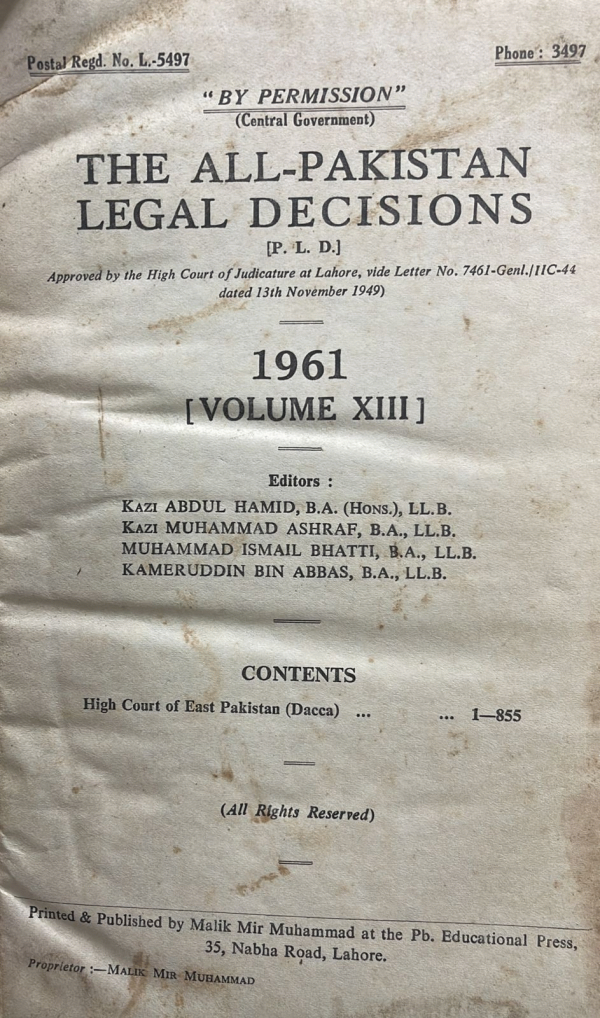 Postal Regd. No. L.-5497
Phone : 3497
"BY PERMISSION"
(Central Government)
THE ALL-PAKISTAN
LEGAL DECISIONS
[P. L. D.]
Approved by the High Court of Judicature at Lahore, vide Letter No. 7461-Genl./IIC-44
dated 13th November 1949)
1961
[VOLUME XIII]
Editors :
KAZI ABDUL HAMID, B.A. (HONS.), LL.B.
KAZI MUHAMMAD ASHRAF, B.A., LL.B.
MUHAMMAD ISMAIL BHATTI, B.A., LL.B.
KAMERUDDIN BIN ABBAS, B.A., LL.B.
CONTENTS
High Court of East Pakistan (Dacca) ... ... 1—855
(All Rights Reserved)
Printed & Published by Malik Mir Muhammad at the Pb. Educational Press,
35, Nabha Road, Lahore.
Proprietor :—MALIK MIR MUHAMMAD